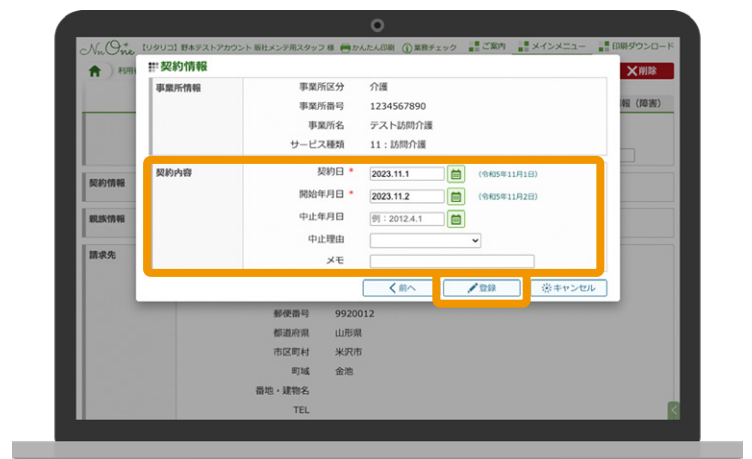 NnOne 【リタリコ】野本テストアカウント 販社メンテ用スタッフ 様 かんたん印刷 業務チェック ご案内 メインメニュー 印刷ダウンロード
契約情報
削除
事業所情報 事業所区分 介護
事業所番号 1234567890
報（障害）
事業所名 テスト訪問介護
サービス種類 11：訪問介護
契約内容 契約日 * 2023.11.1 （令和5年11月1日）
契約情報
開始年月日 * 2023.11.2 （令和5年11月2日）
中止年月日 例：2012.4.1
親族情報
中止理由
請求先
メモ
前へ 登録 キャンセル
郵便番号 9920012
都道府県 山形県
市区町村 米沢市
町域 金池
番地・建物名
TEL